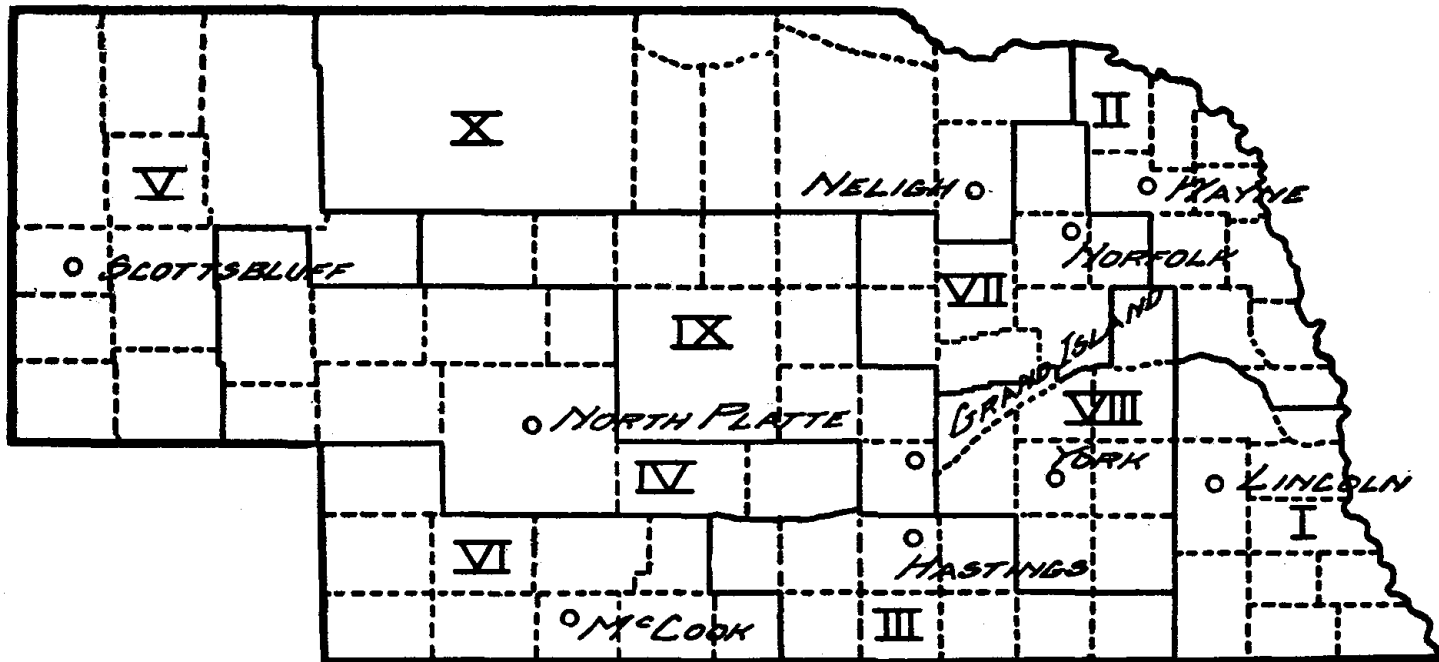 II
X
V
NELIGH
WAYNE
NORFOLK
SCOTTSBLUFF
VII
IX
GRAND ISLAND
VIII
NORTH PLATTE
YORK
IV
LINCOLN
I
VI
HASTINGS
McCOOK
III